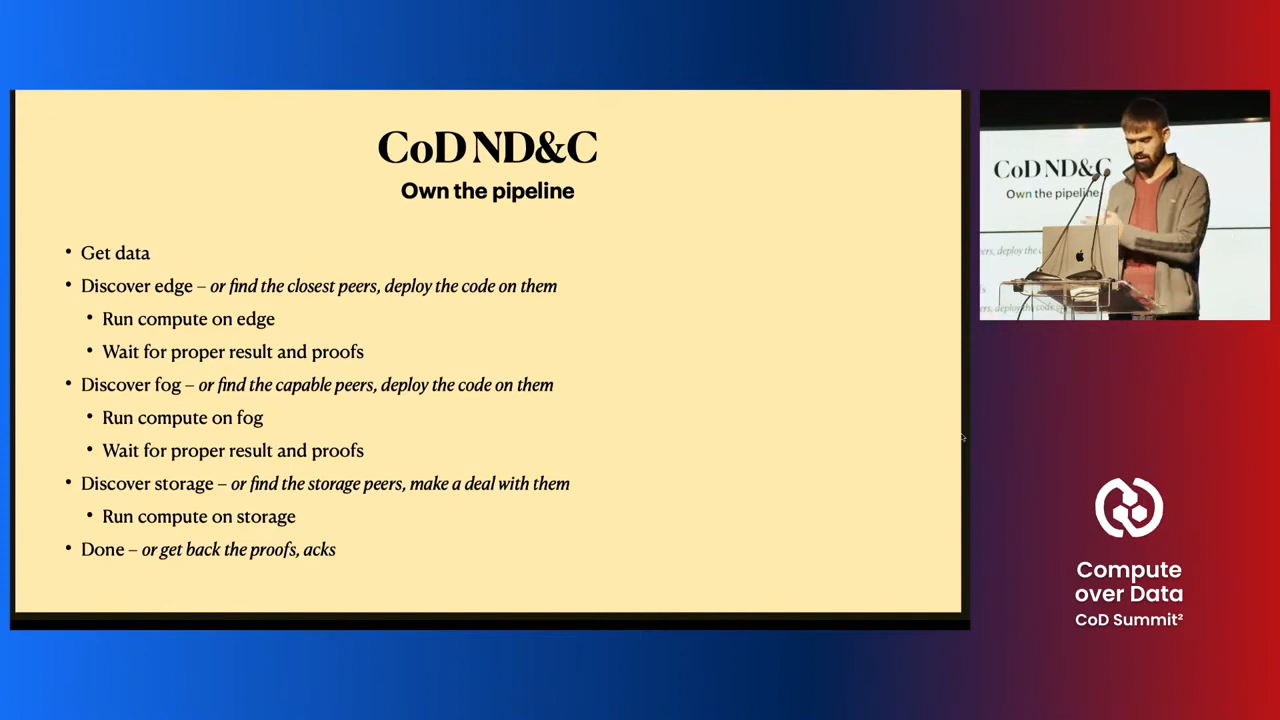 CoD ND&C
Own the pipeline
• Get data
• Discover edge – or find the closest peers, deploy the code on them
• Run compute on edge
• Wait for proper result and proofs
• Discover fog – or find the capable peers, deploy the code on them
• Run compute on fog
• Wait for proper result and proofs
• Discover storage – or find the storage peers, make a deal with them
• Run compute on storage
• Done – or get back the proofs, acks
CoD ND&C
Own the pipeline
Compute
over Data
CoD Summit²